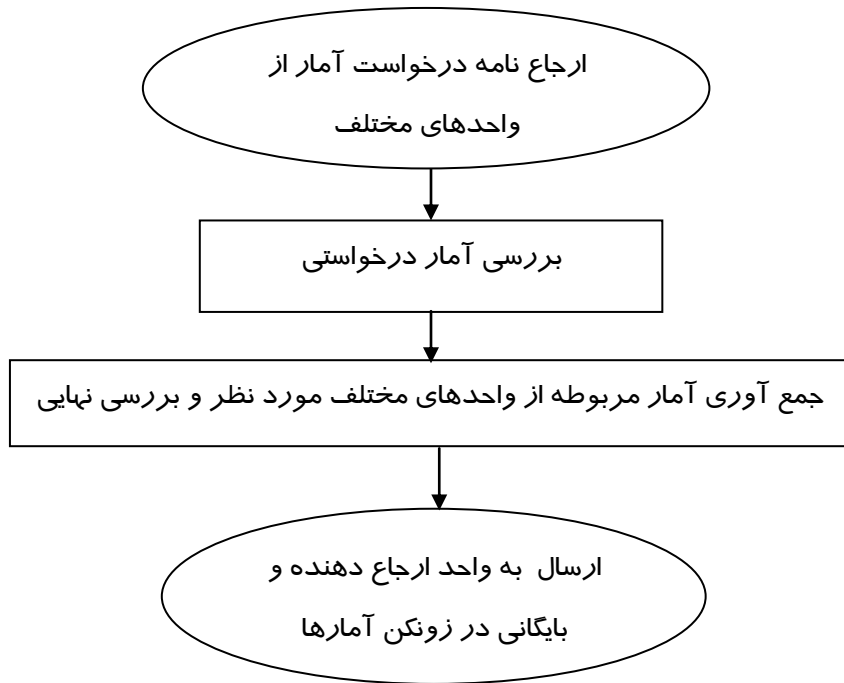 ارجاع نامه درخواست آمار از
واحدهای مختلف
بررسی آمار درخواستی
جمع آوری آمار مربوطه از واحدهای مختلف مورد نظر و بررسی نهایی
ارسال به واحد ارجاع دهنده و
بایگانی در زونکن آمارها